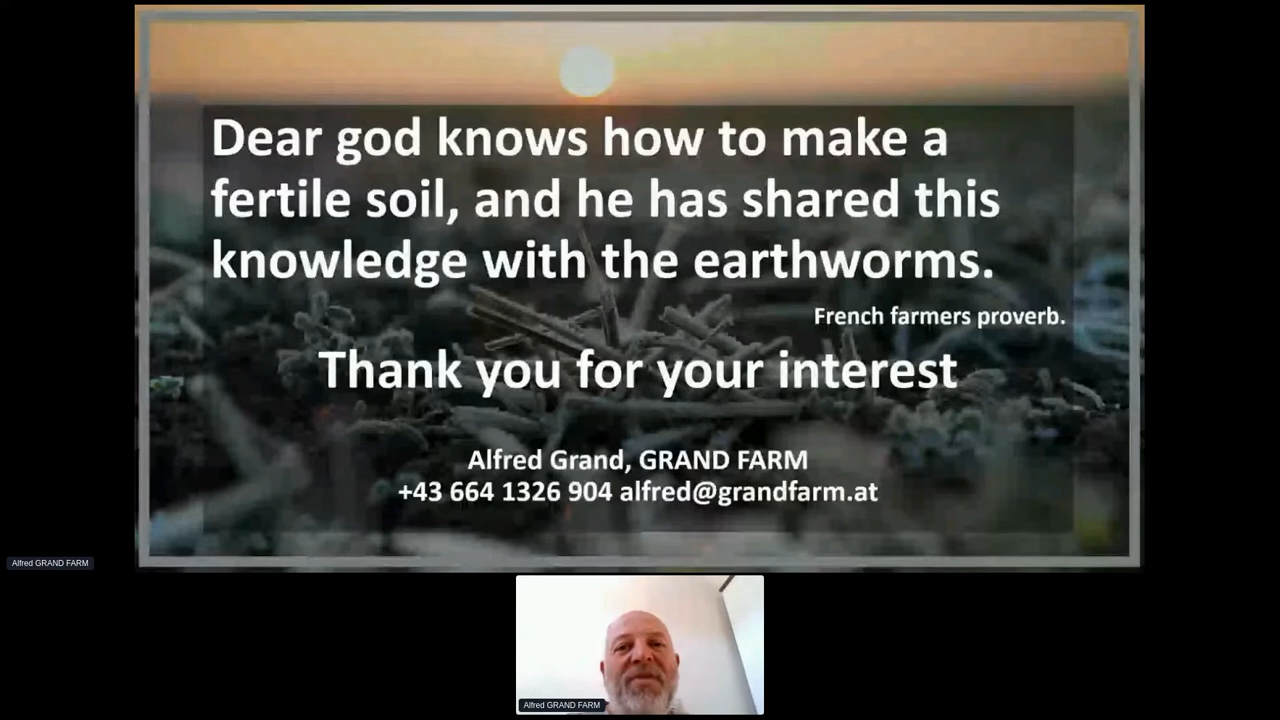 Dear god knows how to make a
fertile soil, and he has shared this
knowledge with the earthworms.
French farmers proverb.
Thank you for your interest
Alfred Grand, GRAND FARM
+43 664 1326 904 alfred@grandfarm.at
Alfred GRAND FARM
Alfred GRAND FARM